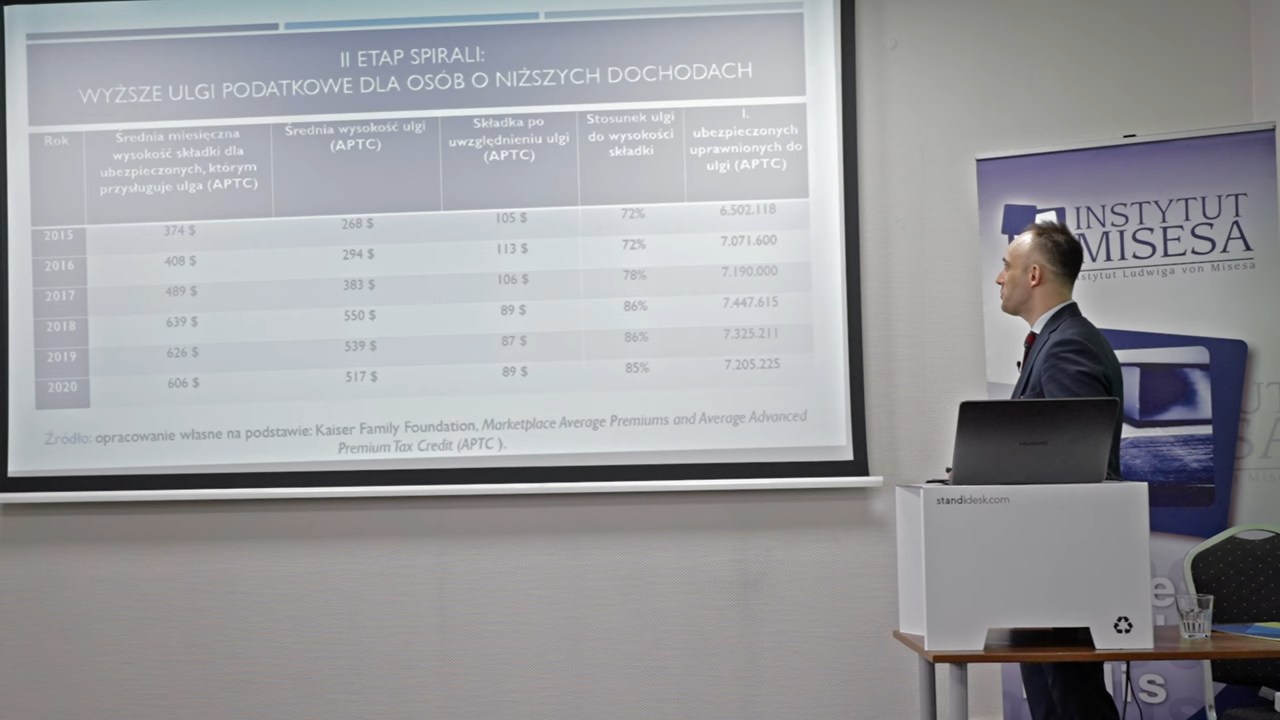 II ETAP SPIRALI:
WYŻSZE ULGI PODATKOWE DLA OSÓB O NIŻSZYCH DOCHODACH
Rok
Średnia miesięczna
wysokość składki dla
ubezpieczonych, którym
przysługuje ulga (APTC)
Średnia wysokość ulgi
(APTC)
Składka po
uwzględnieniu ulgi
(APTC)
Stosunek ulgi
do wysokości
składki
l.
ubezpieczonych
uprawnionych do
ulgi (APTC)
2015 374 $ 268 $ 105 $ 72% 6.502.118
2016 408 $ 294 $ 113 $ 72% 7.071.600
2017 489 $ 383 $ 106 $ 78% 7.190.000
2018 639 $ 550 $ 89 $ 86% 7.447.615
2019 626 $ 539 $ 87 $ 86% 7.325.211
2020 606 $ 517 $ 89 $ 85% 7.205.225
Źródło: opracowanie własne na podstawie: Kaiser Family Foundation, Marketplace Average Premiums and Average Advanced
Premium Tax Credit (APTC ).
INSTYTUT
MISESA
Instytut Ludwiga von Misesa
HUAWEI
standidesk.com